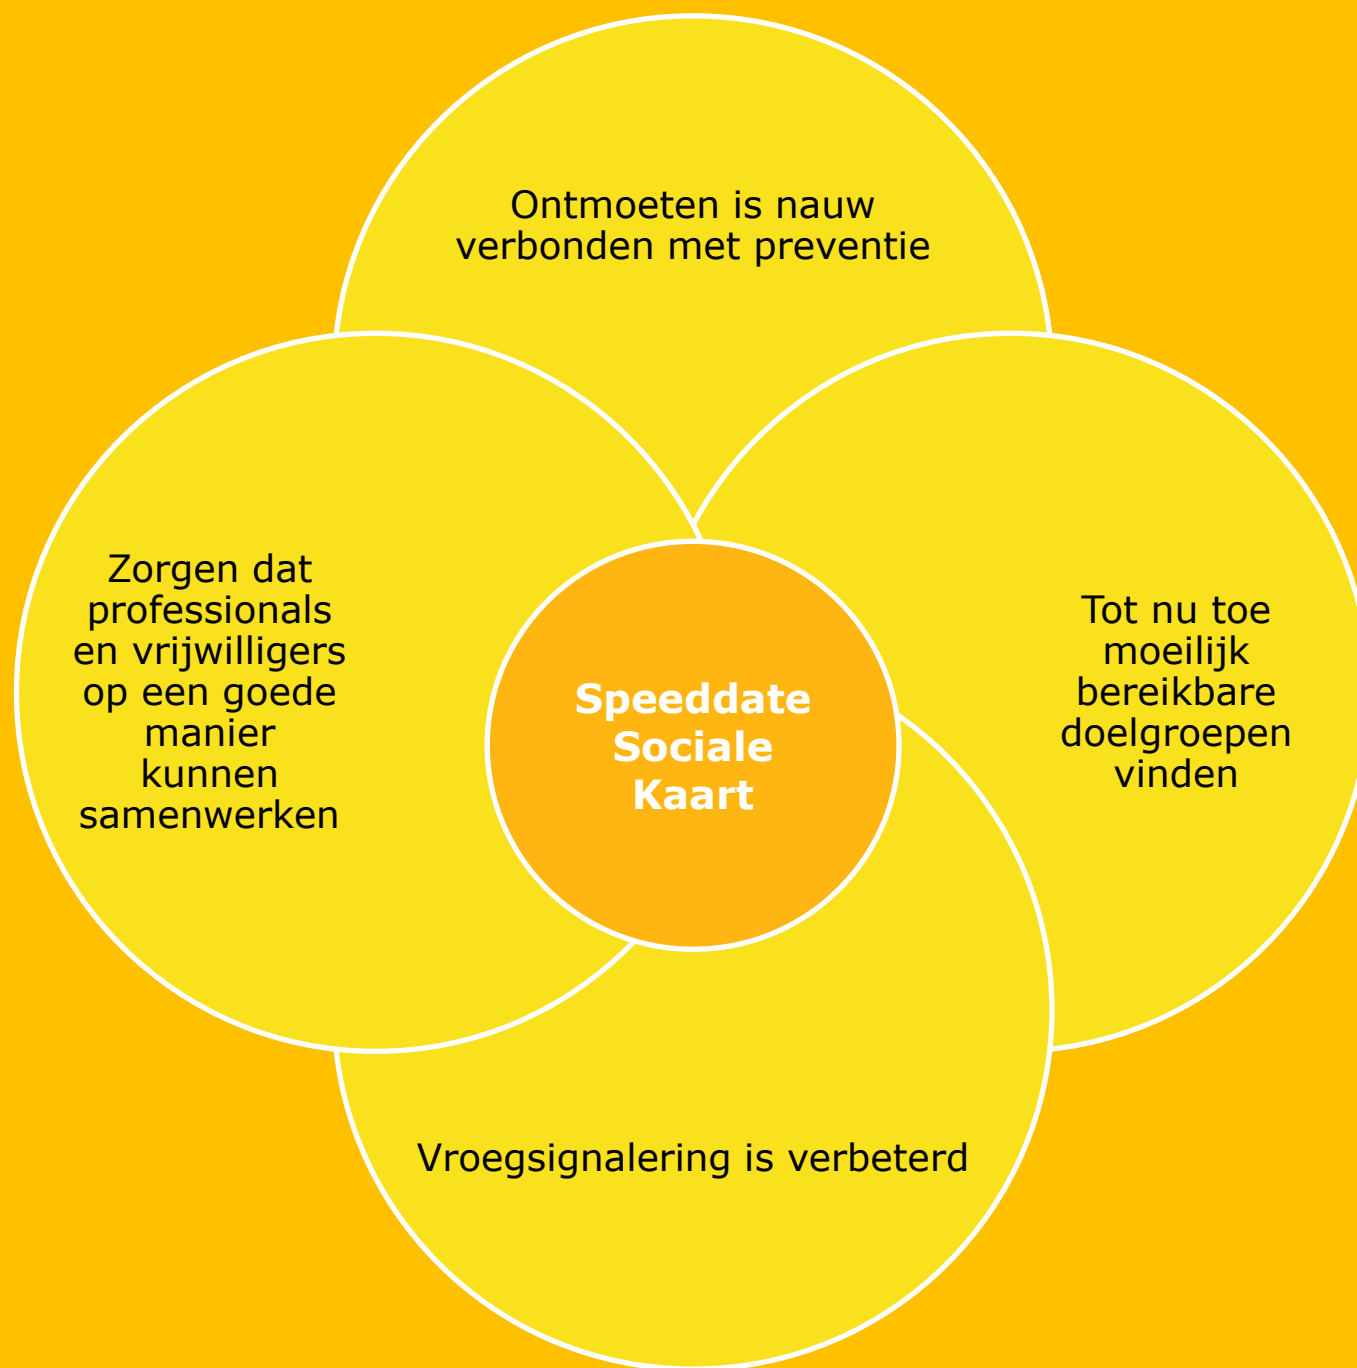 Ontmoeten is nauw
verbonden met preventie
Zorgen dat
professionals
en vrijwilligers
op een goede
manier
kunnen
samenwerken
Speeddate
Sociale
Kaart
Tot nu toe
moeilijk
bereikbare
doelgroepen
vinden
Vroegsignalering is verbeterd